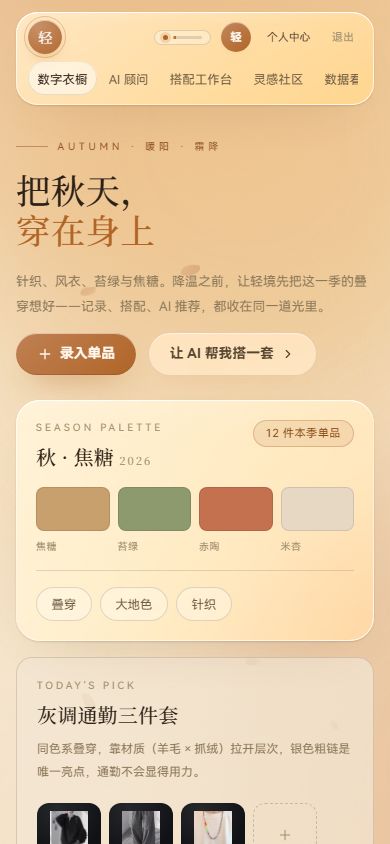 轻
轻
个人中心
退出
数字衣橱
AI 顾问
搭配工作台
灵感社区
数据看
AUTUMN · 暖阳 · 霜降
把秋天，
穿在身上
针织、风衣、苔绿与焦糖。降温之前，让轻境先把这一季的叠
穿想好——记录、搭配、AI 推荐，都收在同一道光里。
＋ 录入单品
让 AI 帮我搭一套 ›
SEASON PALETTE
12 件本季单品
秋 · 焦糖 2026
焦糖
苔绿
赤陶
米杏
叠穿
大地色
针织
TODAY'S PICK
灰调通勤三件套
同色系叠穿，靠材质（羊毛 × 抓绒）拉开层次，银色粗链是
唯一亮点，通勤不会显得用力。
+